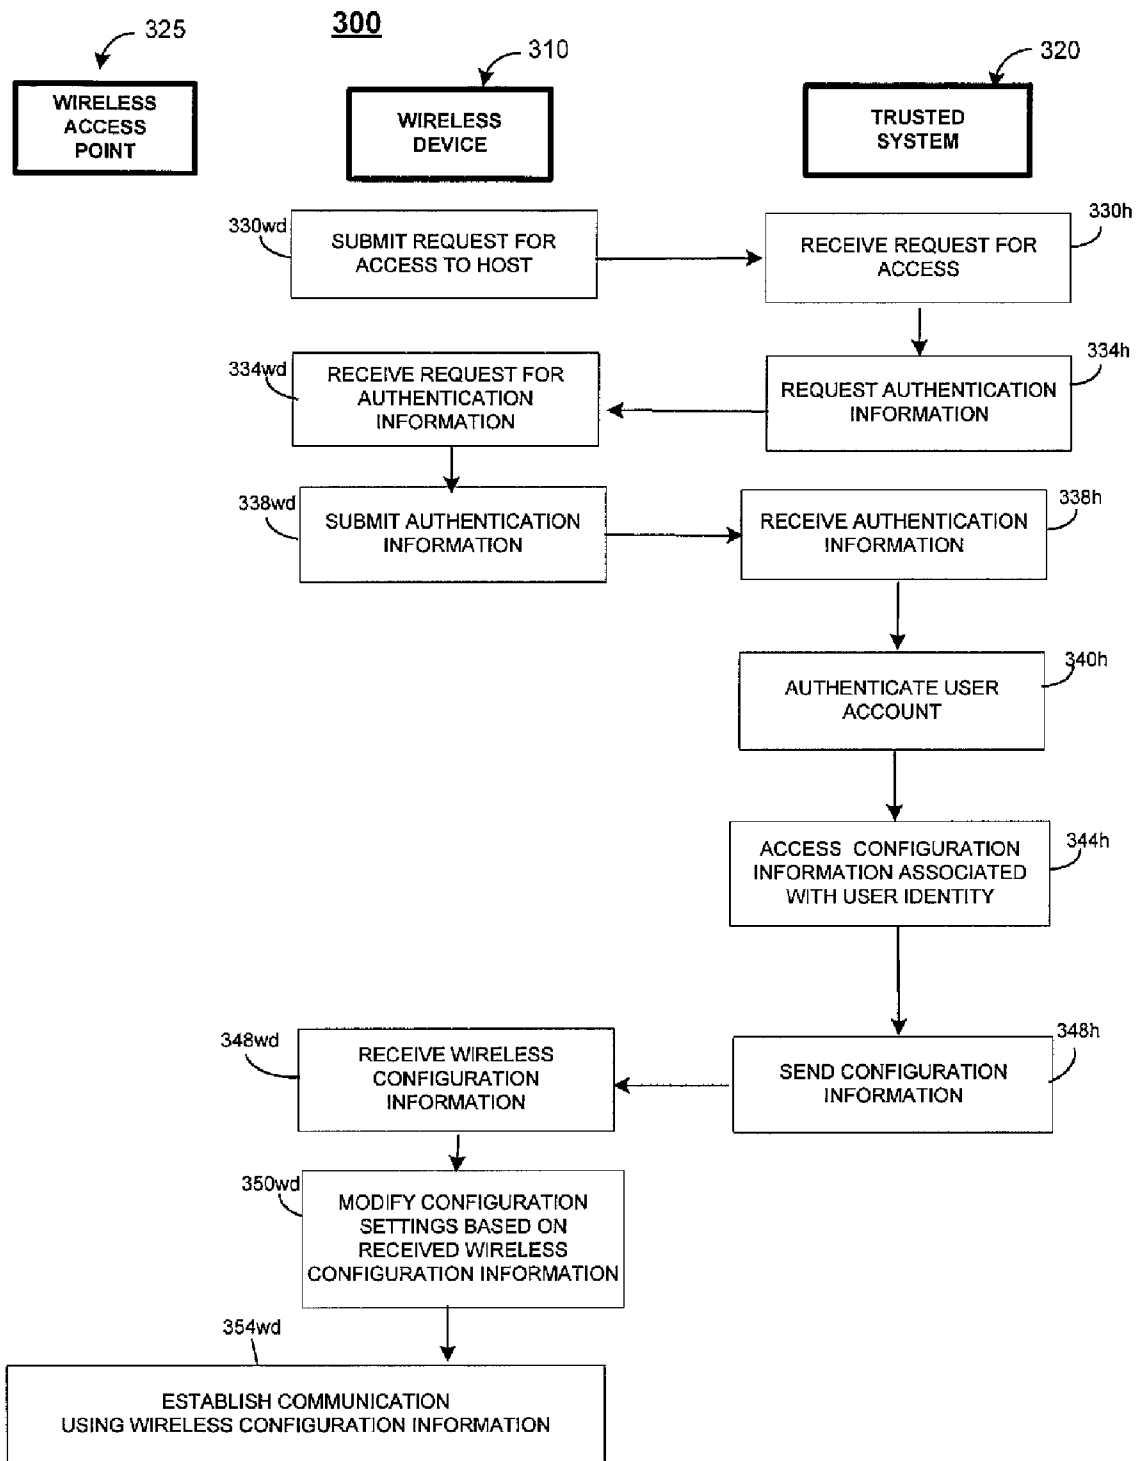 300
325
310
320
WIRELESS
ACCESS
POINT
WIRELESS
DEVICE
TRUSTED
SYSTEM
330wd
SUBMIT REQUEST FOR
ACCESS TO HOST
330h
RECEIVE REQUEST FOR
ACCESS
334wd
RECEIVE REQUEST FOR
AUTHENTICATION
INFORMATION
334h
REQUEST AUTHENTICATION
INFORMATION
338wd
SUBMIT AUTHENTICATION
INFORMATION
338h
RECEIVE AUTHENTICATION
INFORMATION
340h
AUTHENTICATE USER
ACCOUNT
344h
ACCESS CONFIGURATION
INFORMATION ASSOCIATED
WITH USER IDENTITY
348wd
RECEIVE WIRELESS
CONFIGURATION
INFORMATION
348h
SEND CONFIGURATION
INFORMATION
350wd
MODIFY CONFIGURATION
SETTINGS BASED ON
RECEIVED WIRELESS
CONFIGURATION INFORMATION
354wd
ESTABLISH COMMUNICATION
USING WIRELESS CONFIGURATION INFORMATION